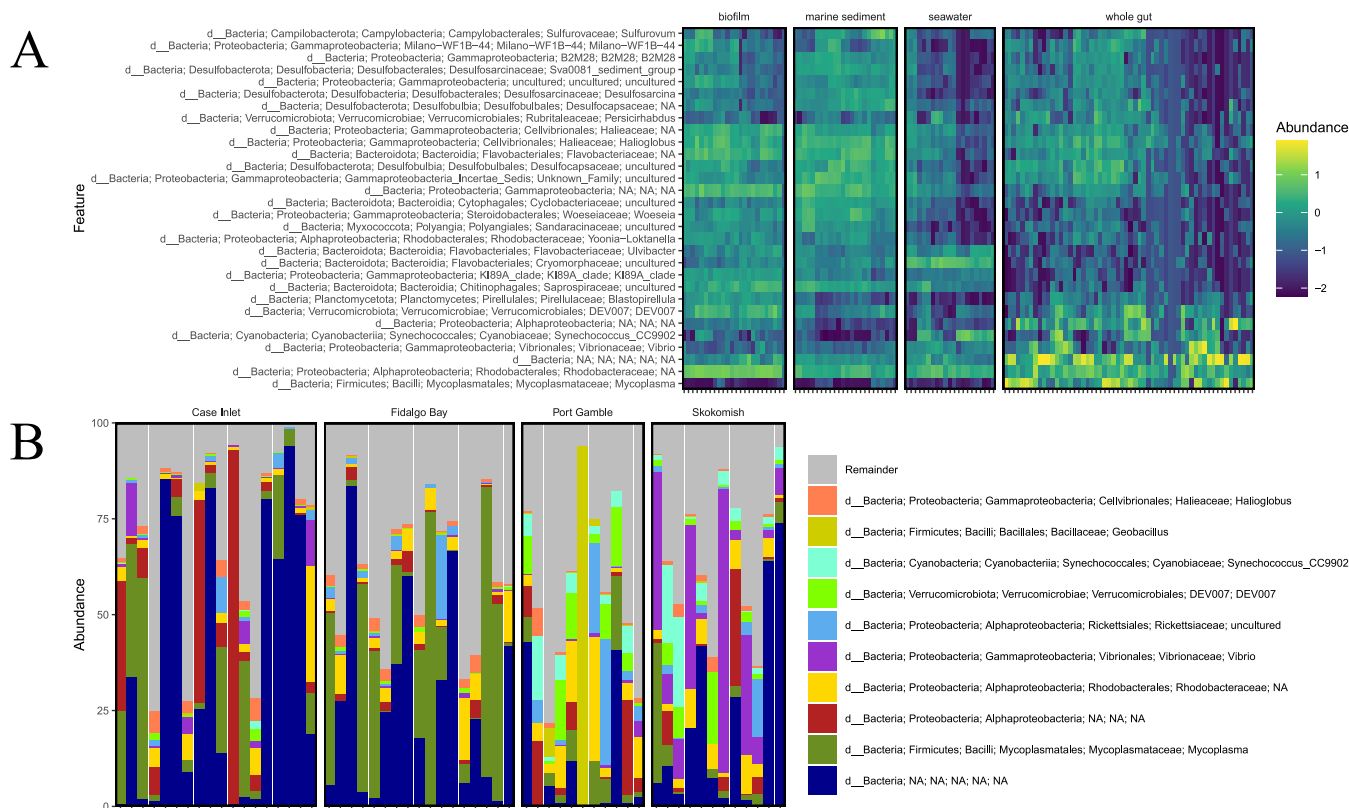 A
biofilm
marine sediment
seawater
whole gut
d__Bacteria; Campilobacterota; Campylobacteria; Campylobacterales; Sulfurovaceae; Sulfurovum
d__Bacteria; Proteobacteria; Gammaproteobacteria; Milano−WF1B−44; Milano−WF1B−44; Milano−WF1B−44
d__Bacteria; Proteobacteria; Gammaproteobacteria; B2M28; B2M28; B2M28
d__Bacteria; Desulfobacterota; Desulfobacteria; Desulfobacterales; Desulfosarcinaceae; Sva0081_sediment_group
d__Bacteria; Proteobacteria; Gammaproteobacteria; uncultured; uncultured; uncultured
d__Bacteria; Desulfobacterota; Desulfobacteria; Desulfobacterales; Desulfosarcinaceae; Desulfosarcina
d__Bacteria; Desulfobacterota; Desulfobulbia; Desulfobulbales; Desulfocapsaceae; NA
d__Bacteria; Verrucomicrobiota; Verrucomicrobiae; Verrucomicrobiales; Rubritaleaceae; Persicirhabdus
d__Bacteria; Proteobacteria; Gammaproteobacteria; Cellvibrionales; Halieaceae; NA
d__Bacteria; Proteobacteria; Gammaproteobacteria; Cellvibrionales; Halieaceae; Halioglobus
d__Bacteria; Bacteroidota; Bacteroidia; Flavobacteriales; Flavobacteriaceae; NA
d__Bacteria; Desulfobacterota; Desulfobulbia; Desulfobulbales; Desulfocapsaceae; uncultured
d__Bacteria; Proteobacteria; Gammaproteobacteria; Gammaproteobacteria_Incertae_Sedis; Unknown_Family; uncultured
d__Bacteria; Proteobacteria; Gammaproteobacteria; NA; NA; NA
d__Bacteria; Bacteroidota; Bacteroidia; Cytophagales; Cyclobacteriaceae; uncultured
d__Bacteria; Proteobacteria; Gammaproteobacteria; Steroidobacterales; Woeseiaceae; Woeseia
d__Bacteria; Myxococcota; Polyangia; Polyangiales; Sandaracinaceae; uncultured
d__Bacteria; Proteobacteria; Alphaproteobacteria; Rhodobacterales; Rhodobacteraceae; Yoonia−Loktanella
d__Bacteria; Bacteroidota; Bacteroidia; Flavobacteriales; Flavobacteriaceae; Ulvibacter
d__Bacteria; Bacteroidota; Bacteroidia; Flavobacteriales; Cryomorphaceae; uncultured
d__Bacteria; Proteobacteria; Gammaproteobacteria; KI89A_clade; KI89A_clade; KI89A_clade
d__Bacteria; Bacteroidota; Bacteroidia; Chitinophagales; Saprospiraceae; uncultured
d__Bacteria; Planctomycetota; Planctomycetes; Pirellulales; Pirellulaceae; Blastopirellula
d__Bacteria; Verrucomicrobiota; Verrucomicrobiae; Verrucomicrobiales; DEV007; DEV007
d__Bacteria; Proteobacteria; Alphaproteobacteria; NA; NA; NA
d__Bacteria; Cyanobacteria; Cyanobacteriia; Synechococcales; Cyanobiaceae; Synechococcus_CC9902
d__Bacteria; Proteobacteria; Gammaproteobacteria; Vibrionales; Vibrionaceae; Vibrio
d__Bacteria; NA; NA; NA; NA; NA
d__Bacteria; Proteobacteria; Alphaproteobacteria; Rhodobacterales; Rhodobacteraceae; NA
d__Bacteria; Firmicutes; Bacilli; Mycoplasmatales; Mycoplasmataceae; Mycoplasma
Feature
Abundance
1
0
−1
−2
B
Case Inlet
Fidalgo Bay
Port Gamble
Skokomish
100
75
50
25
0
Abundance
Remainder
d__Bacteria; Proteobacteria; Gammaproteobacteria; Cellvibrionales; Halieaceae; Halioglobus
d__Bacteria; Firmicutes; Bacilli; Bacillales; Bacillaceae; Geobacillus
d__Bacteria; Cyanobacteria; Cyanobacteriia; Synechococcales; Cyanobiaceae; Synechococcus_CC9902
d__Bacteria; Verrucomicrobiota; Verrucomicrobiae; Verrucomicrobiales; DEV007; DEV007
d__Bacteria; Proteobacteria; Alphaproteobacteria; Rickettsiales; Rickettsiaceae; uncultured
d__Bacteria; Proteobacteria; Gammaproteobacteria; Vibrionales; Vibrionaceae; Vibrio
d__Bacteria; Proteobacteria; Alphaproteobacteria; Rhodobacterales; Rhodobacteraceae; NA
d__Bacteria; Proteobacteria; Alphaproteobacteria; NA; NA; NA
d__Bacteria; Firmicutes; Bacilli; Mycoplasmatales; Mycoplasmataceae; Mycoplasma
d__Bacteria; NA; NA; NA; NA; NA